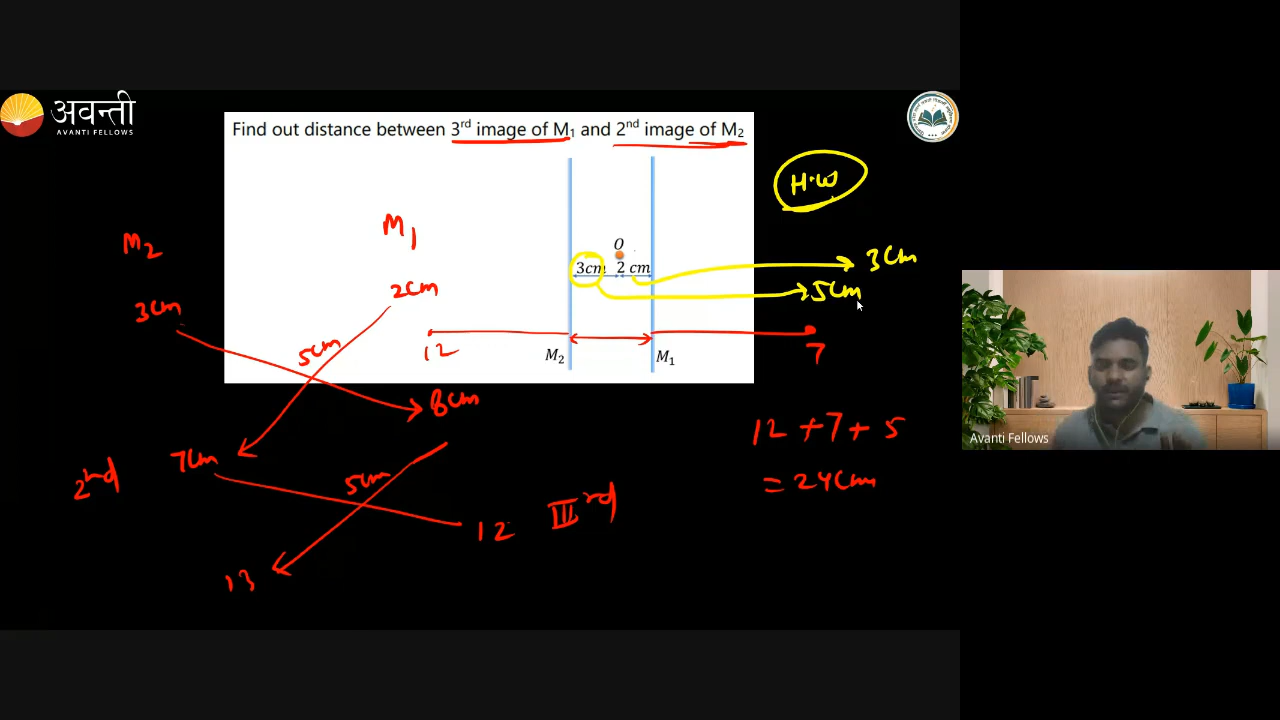 अवन्ती
AVANTI FELLOWS
Find out distance between 3rd image of M1 and 2nd image of M2
H.W
M1
M2
O
3cm 2 cm
3cm
5cm
2cm
3cm
5cm
12
M2 M1
7
8cm
12 + 7 + 5
= 24cm
Avanti Fellows
2nd 7cm
5cm
12 IIIrd
13